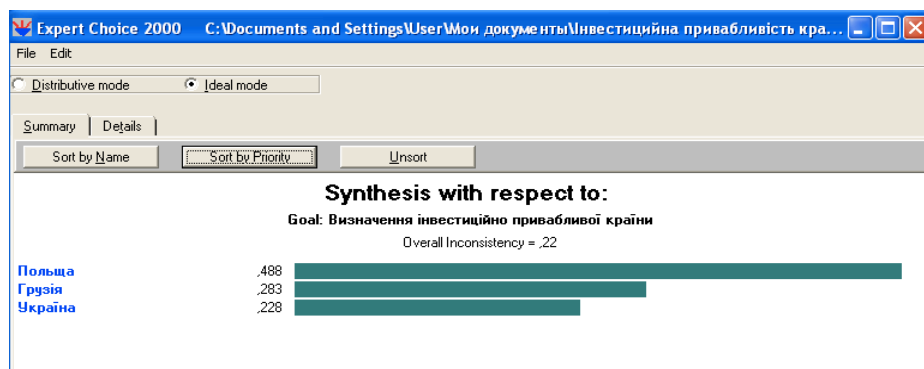 Expert Choice 2000 C:\Documents and Settings\User\Мои документы\Інвестиційна привабливість кра...
File Edit
Distributive mode Ideal mode
Summary Details
Sort by Name Sort by Priority Unsort
Synthesis with respect to:
Goal: Визначення інвестиційно привабливої країни
Overall Inconsistency = ,22
Польща ,488
Грузія ,283
Україна ,228